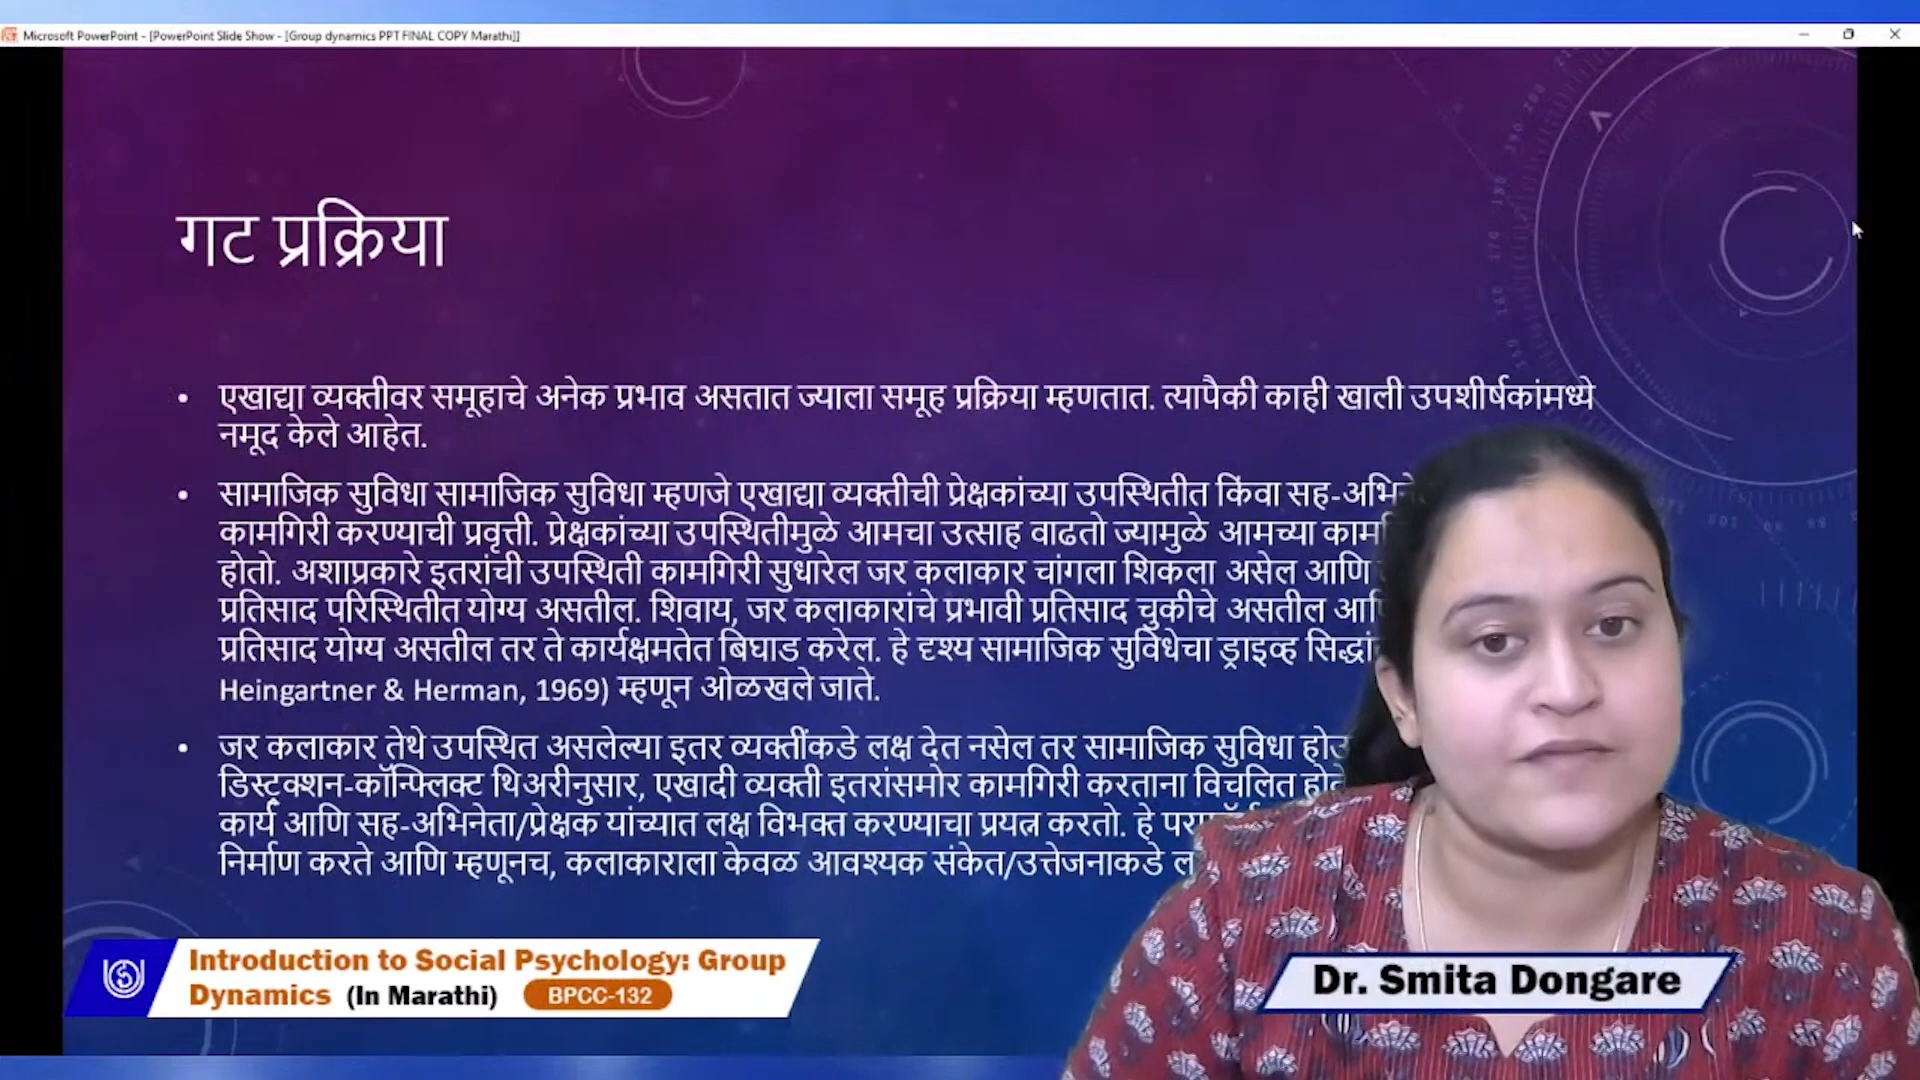 Microsoft PowerPoint - [PowerPoint Slide Show - [Group dynamics PPT FINAL COPY Marathi]]
गट प्रक्रिया
• एखाद्या व्यक्तीवर समूहाचे अनेक प्रभाव असतात ज्याला समूह प्रक्रिया म्हणतात. त्यापैकी काही खाली उपशीर्षकांमध्ये
नमूद केले आहेत.
• सामाजिक सुविधा सामाजिक सुविधा म्हणजे एखाद्या व्यक्तीची प्रेक्षकांच्या उपस्थितीत किंवा
कामगिरी करण्याची प्रवृत्ती. प्रेक्षकांच्या उपस्थितीमुळे आमचा उत्साह वाढतो ज्यामुळे आमच्या
होतो. अशाप्रकारे इतरांची उपस्थिती कामगिरी सुधारेल जर कलाकार चांगला शिकला असेल आणि
प्रतिसाद परिस्थितीत योग्य असतील. शिवाय, जर कलाकारांचे प्रभावी प्रतिसाद चुकीचे असतील
प्रतिसाद योग्य असतील तर ते कार्यक्षमतेत बिघाड करेल. हे दृश्य सामाजिक सुविधेचा ड्राइव्ह
Heingartner & Herman, 1969) म्हणून ओळखले जाते.
• जर कलाकार तेथे उपस्थित असलेल्या इतर व्यक्तींकडे लक्ष देत नसेल तर सामाजिक सुविधा
डिस्ट्रक्शन-कॉन्फ्लिक्ट थिअरीनुसार, एखादी व्यक्ती इतरांसमोर कामगिरी करताना विचलित
कार्य आणि सह-अभिनेता/प्रेक्षक यांच्यात लक्ष विभक्त करण्याचा प्रयत्न करतो. हे
निर्माण करते आणि म्हणूनच, कलाकाराला केवळ आवश्यक संकेत/उत्तेजनाकडे
Introduction to Social Psychology: Group
Dynamics (In Marathi) BPCC-132
Dr. Smita Dongare